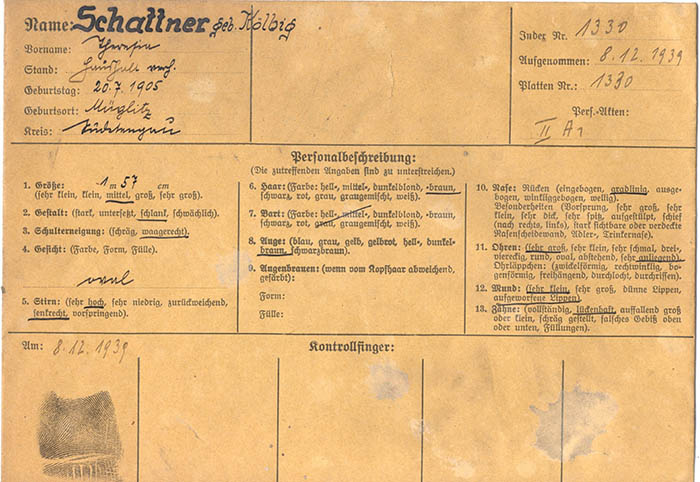 Name: Schattner geb. Kölbig
Vorname: Theresia
Stand: Haushalt verh.
Geburtstag: 20.7.1905
Geburtsort: Müglitz
Kreis: Sudetengau
Index Nr. 1330
Aufgenommen: 8.12.1939
Platten Nr.: 1330
Pers.-Akten:
II A1
Personalbeschreibung:
(Die zutreffenden Angaben sind zu unterstreichen.)
1. Größe: 1 m 57 cm
(sehr klein, klein, mittel, groß, sehr groß).
2. Gestalt: (stark, untersetzt, schlank, schwächlich).
3. Schulterneigung: (schräg, waagerecht).
4. Gesicht: (Farbe, Form, Fülle).
oval
5. Stirn: (sehr hoch, sehr niedrig, zurückweichend,
senkrecht, vorspringend).
6. Haar: (Farbe: hell-, mittel-, dunkelblond, -braun,
schwarz, rot, grau, graugemischt, weiß).
7. Bart: (Farbe: hell-, mittel-, dunkelblond, -braun,
schwarz, rot, grau, graugemischt, weiß).
8. Auge: (blau, grau, gelb, gelbrot, hell-, dunkel-
braun, schwarzbraun).
9. Augenbrauen: (wenn vom Kopfhaar abweichend,
gefärbt):
Form:
Fülle:
10. Nase: Rücken (eingebogen, gradlinig, ausge-
bogen, winkliggebogen, wellig).
Besonderheiten (Vorsprung, sehr groß, sehr
klein, sehr dick, sehr spitz, aufgestülpt, schief
(nach rechts, links), stark sichtbare oder verdeckte
Nasenscheidewand, Adler-, Trinkernase).
11. Ohren: (sehr groß, sehr klein, sehr schmal, drei-,
viereckig, rund, oval, abstehend, sehr anliegend).
Ohrläppchen: (zwickelförmig, rechtwinklig, bo-
genförmig, freihängend, durchlocht, durchrissen).
12. Mund: (sehr klein, sehr groß, dünne Lippen,
aufgeworfene Lippen).
13. Zähne: (vollständig, lückenhaft, auffallend groß
oder klein, schräg gestellt, falsches Gebiß oben
oder unten, Füllungen).
Am: 8.12.1939
Kontrollfinger: